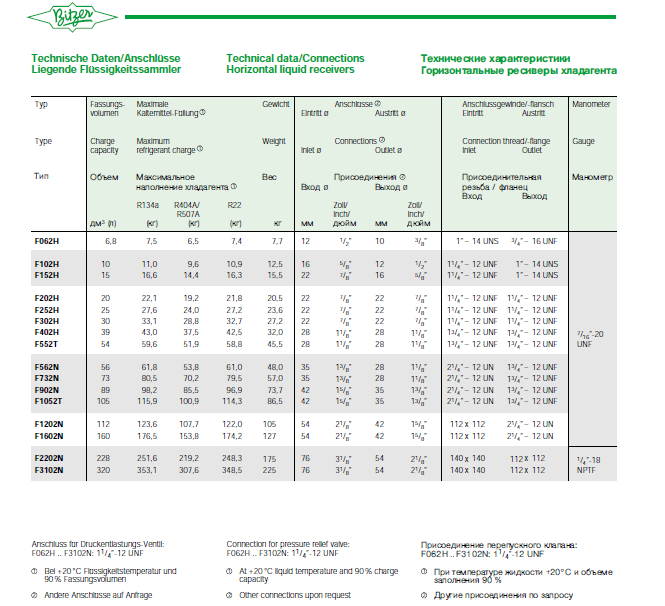 Bitzer
Technische Daten/Anschlüsse Technical data/Connections Технические характеристики
Liegende Flüssigkeitssammler Horizontal liquid receivers Горизонтальные ресиверы хладагента
Typ Fassungs- Maximale Gewicht Anschlüsse ② Anschlussgewinde/-flansch Manometer
volumen Kältemittel-Füllung ① Eintritt ø Austritt ø Eintritt Austritt
Type Charge Maximum Weight Connections ② Connection thread/-flange Gauge
capacity refrigerant charge ① Inlet ø Outlet ø Inlet Outlet
Тип Объем Максимальное Вес Присоединения ② Присоединительная Манометр
наполнение хладагента ① Вход ø Выход ø резьба / фланец
Вход Выход
R134a R404A/ R22 Zoll/ Zoll/
R507A Inch/ Inch/
дм³ (л) (кг) (кг) (кг) кг мм дюйм мм дюйм
F062H 6,8 7,5 6,5 7,4 7,7 12 1/2" 10 3/8" 1" – 14 UNS 3/4" – 16 UNF
F102H 10 11,0 9,6 10,9 12,5 16 5/8" 12 1/2" 1 1/4" – 12 UNF 1" – 14 UNS
F152H 15 16,6 14,4 16,3 15,5 22 7/8" 16 5/8" 1 1/4" – 12 UNF 1" – 14 UNS
F202H 20 22,1 19,2 21,8 20,5 22 7/8" 22 7/8" 1 1/4" – 12 UNF 1 1/4" – 12 UNF
F252H 25 27,6 24,0 27,2 23,6 22 7/8" 22 7/8" 1 1/4" – 12 UNF 1 1/4" – 12 UNF
F302H 30 33,1 28,8 32,7 27,2 22 7/8" 22 7/8" 1 1/4" – 12 UNF 1 1/4" – 12 UNF
F402H 39 43,0 37,5 42,5 32,0 28 1 1/8" 28 1 1/8" 1 3/4" – 12 UNF 1 3/4" – 12 UNF
7/16"-20
F552T 54 59,6 51,9 58,8 45,5 28 1 1/8" 28 1 1/8" 1 3/4" – 12 UNF 1 3/4" – 12 UNF UNF
F562N 56 61,8 53,8 61,0 48,0 35 1 3/8" 28 1 1/8" 2 1/4" – 12 UN 1 3/4" – 12 UNF
F732N 73 80,5 70,2 79,5 57,0 35 1 3/8" 28 1 1/8" 2 1/4" – 12 UN 1 3/4" – 12 UNF
F902N 89 98,2 85,5 96,9 73,7 42 1 5/8" 35 1 3/8" 2 1/4" – 12 UN 1 3/4" – 12 UNF
F1052T 105 115,9 100,9 114,3 86,5 42 1 5/8" 35 1 3/8" 2 1/4" – 12 UN 1 3/4" – 12 UNF
F1202N 112 123,6 107,7 122,0 105 54 2 1/8" 42 1 5/8" 112 x 112 2 1/4" – 12 UN
F1602N 160 176,5 153,8 174,2 127 54 2 1/8" 42 1 5/8" 112 x 112 2 1/4" – 12 UN
F2202N 228 251,6 219,2 248,3 175 76 3 1/8" 54 2 1/8" 140 x 140 112 x 112 1/4"-18
F3102N 320 353,1 307,6 348,5 225 76 3 1/8" 54 2 1/8" 140 x 140 112 x 112 NPTF
Anschluss für Druckentlastungs-Ventil: Connection for pressure relief valve: Присоединение перепускного клапана:
F062H .. F3102N: 1 1/4"-12 UNF F062H .. F3102N: 1 1/4"-12 UNF F062H .. F3102N: 1 1/4"-12 UNF
① Bei +20 °C Flüssigkeitstemperatur und ① At +20 °C liquid temperature and 90 % charge ① При температуре жидкости +20°С и объеме
90 % Fassungsvolumen capacity заполнения 90 %
② Andere Anschlüsse auf Anfrage ② Other connections upon request ② Другие присоединения по запросу